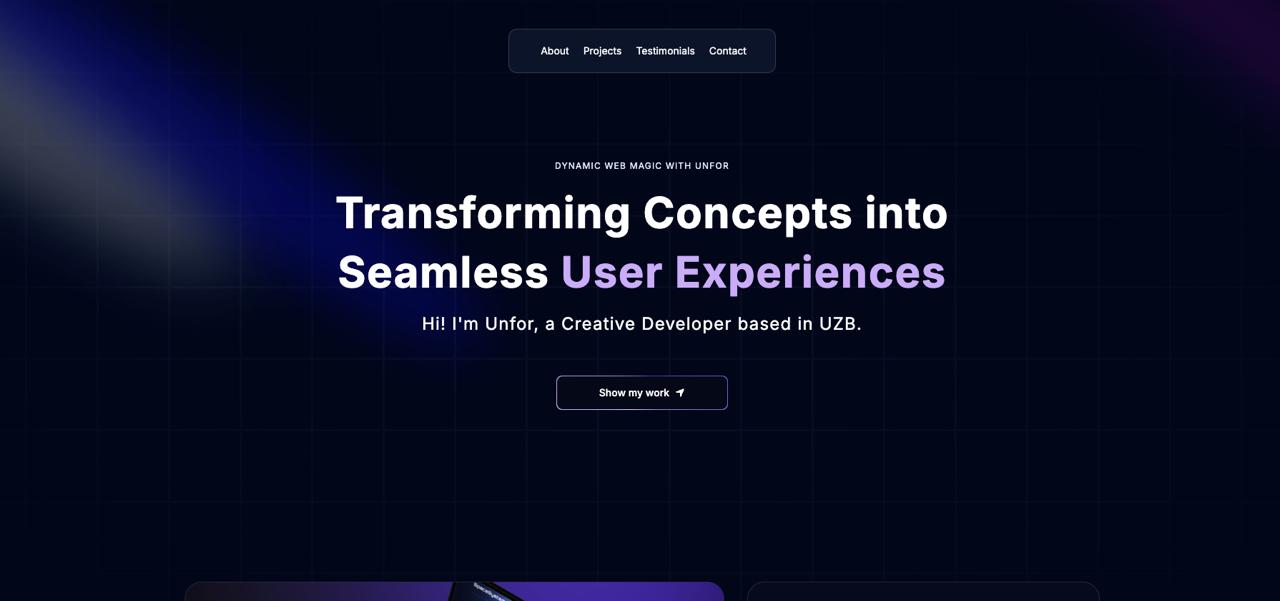 About Projects Testimonials Contact
DYNAMIC WEB MAGIC WITH UNFOR
Transforming Concepts into
Seamless User Experiences
Hi! I'm Unfor, a Creative Developer based in UZB.
Show my work